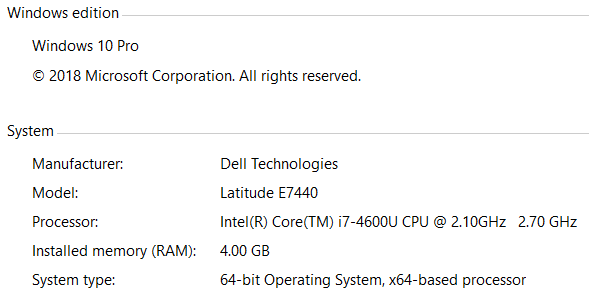 Windows edition
Windows 10 Pro
© 2018 Microsoft Corporation. All rights reserved.
System
Manufacturer: Dell Technologies
Model: Latitude E7440
Processor: Intel(R) Core(TM) i7-4600U CPU @ 2.10GHz 2.70 GHz
Installed memory (RAM): 4.00 GB
System type: 64-bit Operating System, x64-based processor